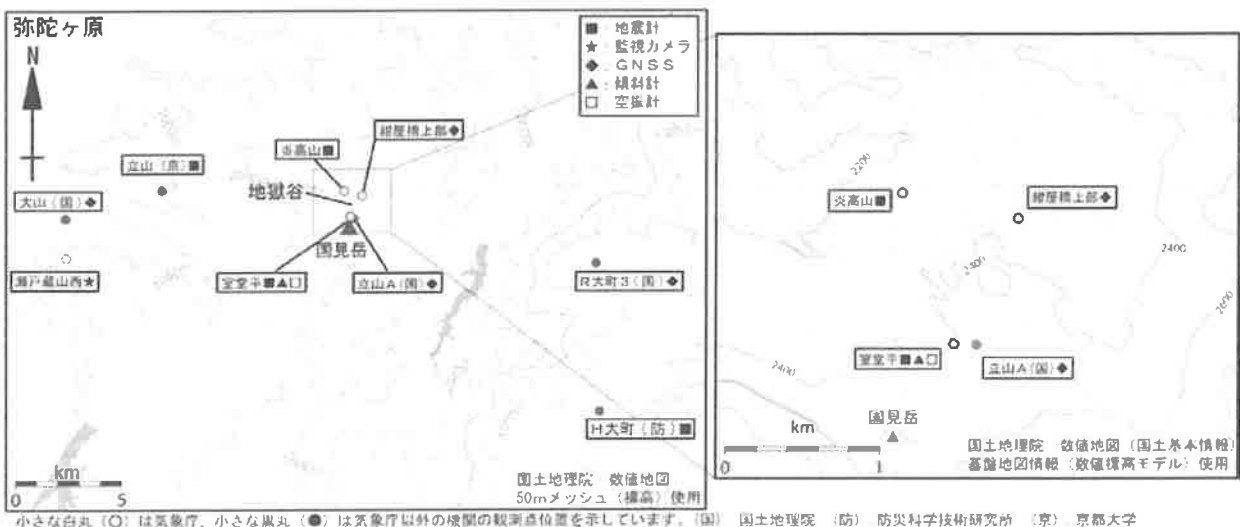 弥陀ヶ原
N
■ 地震計
★ 監視カメラ
◆ GNSS
▲ 傾斜計
□ 空振計
紺屋橋上部◆
炎高山■
立山(京)■
地獄谷
大山(国)◆
国見岳
瀬戸蔵山西★
室堂平■▲□
立山A(国)◆
R大町3(国)◆
H大町(防)■
km
0 5
国土地理院 数値地図
50mメッシュ(標高)使用
2200
炎高山■
紺屋橋上部◆
2400
2300
2600
室堂平■▲□
立山A(国)◆
2400
国見岳
km
0 1
国土地理院 数値地図(国土基本情報)
基盤地図情報(数値標高モデル)使用
小さな白丸(○)は気象庁、小さな黒丸(●)は気象庁以外の機関の観測点位置を示しています。(国) 国土地理院 (防) 防災科学技術研究所 (京) 京都大学